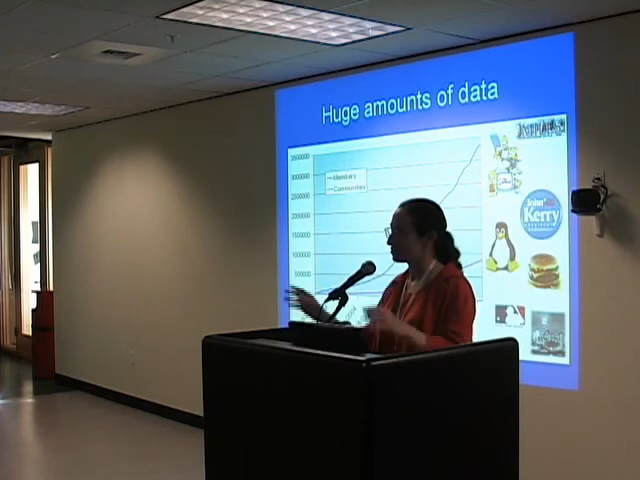 Huge amounts of data
3500000
3000000
Members
Communities
2500000
2000000
1500000
1000000
500000
John
Kerry